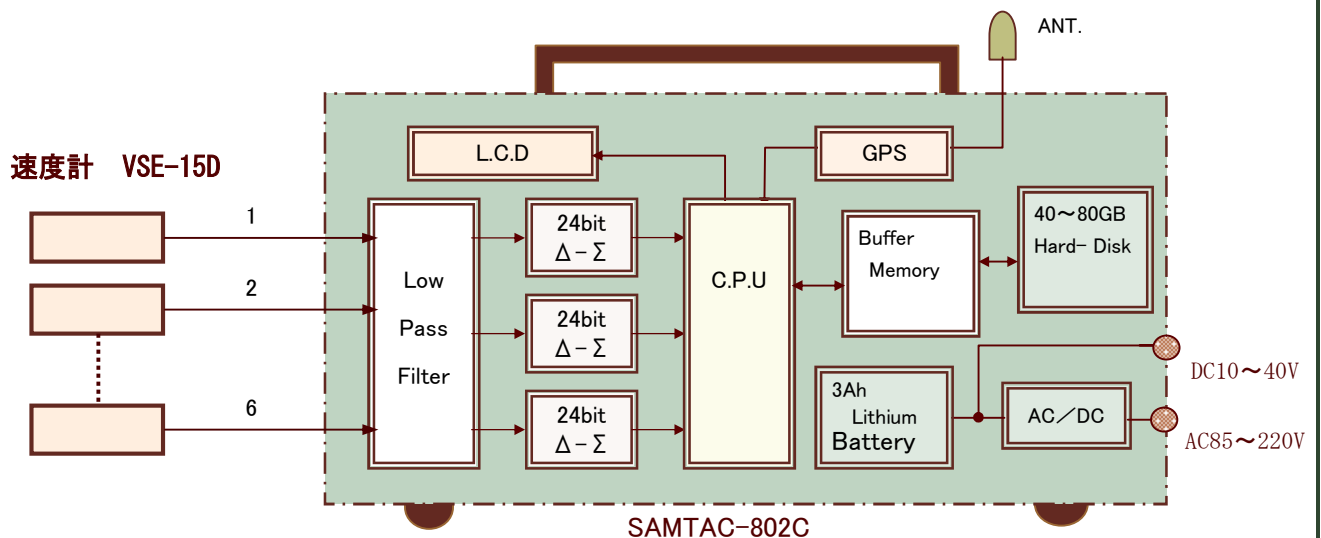 ANT.
L.C.D
GPS
速度計 VSE-15D
1
2
6
Low
Pass
Filter
24bit
Δ-Σ
24bit
Δ-Σ
24bit
Δ-Σ
C.P.U
Buffer
Memory
40～80GB
Hard- Disk
3Ah
Lithium
Battery
AC／DC
DC10～40V
AC85～220V
SAMTAC-802C